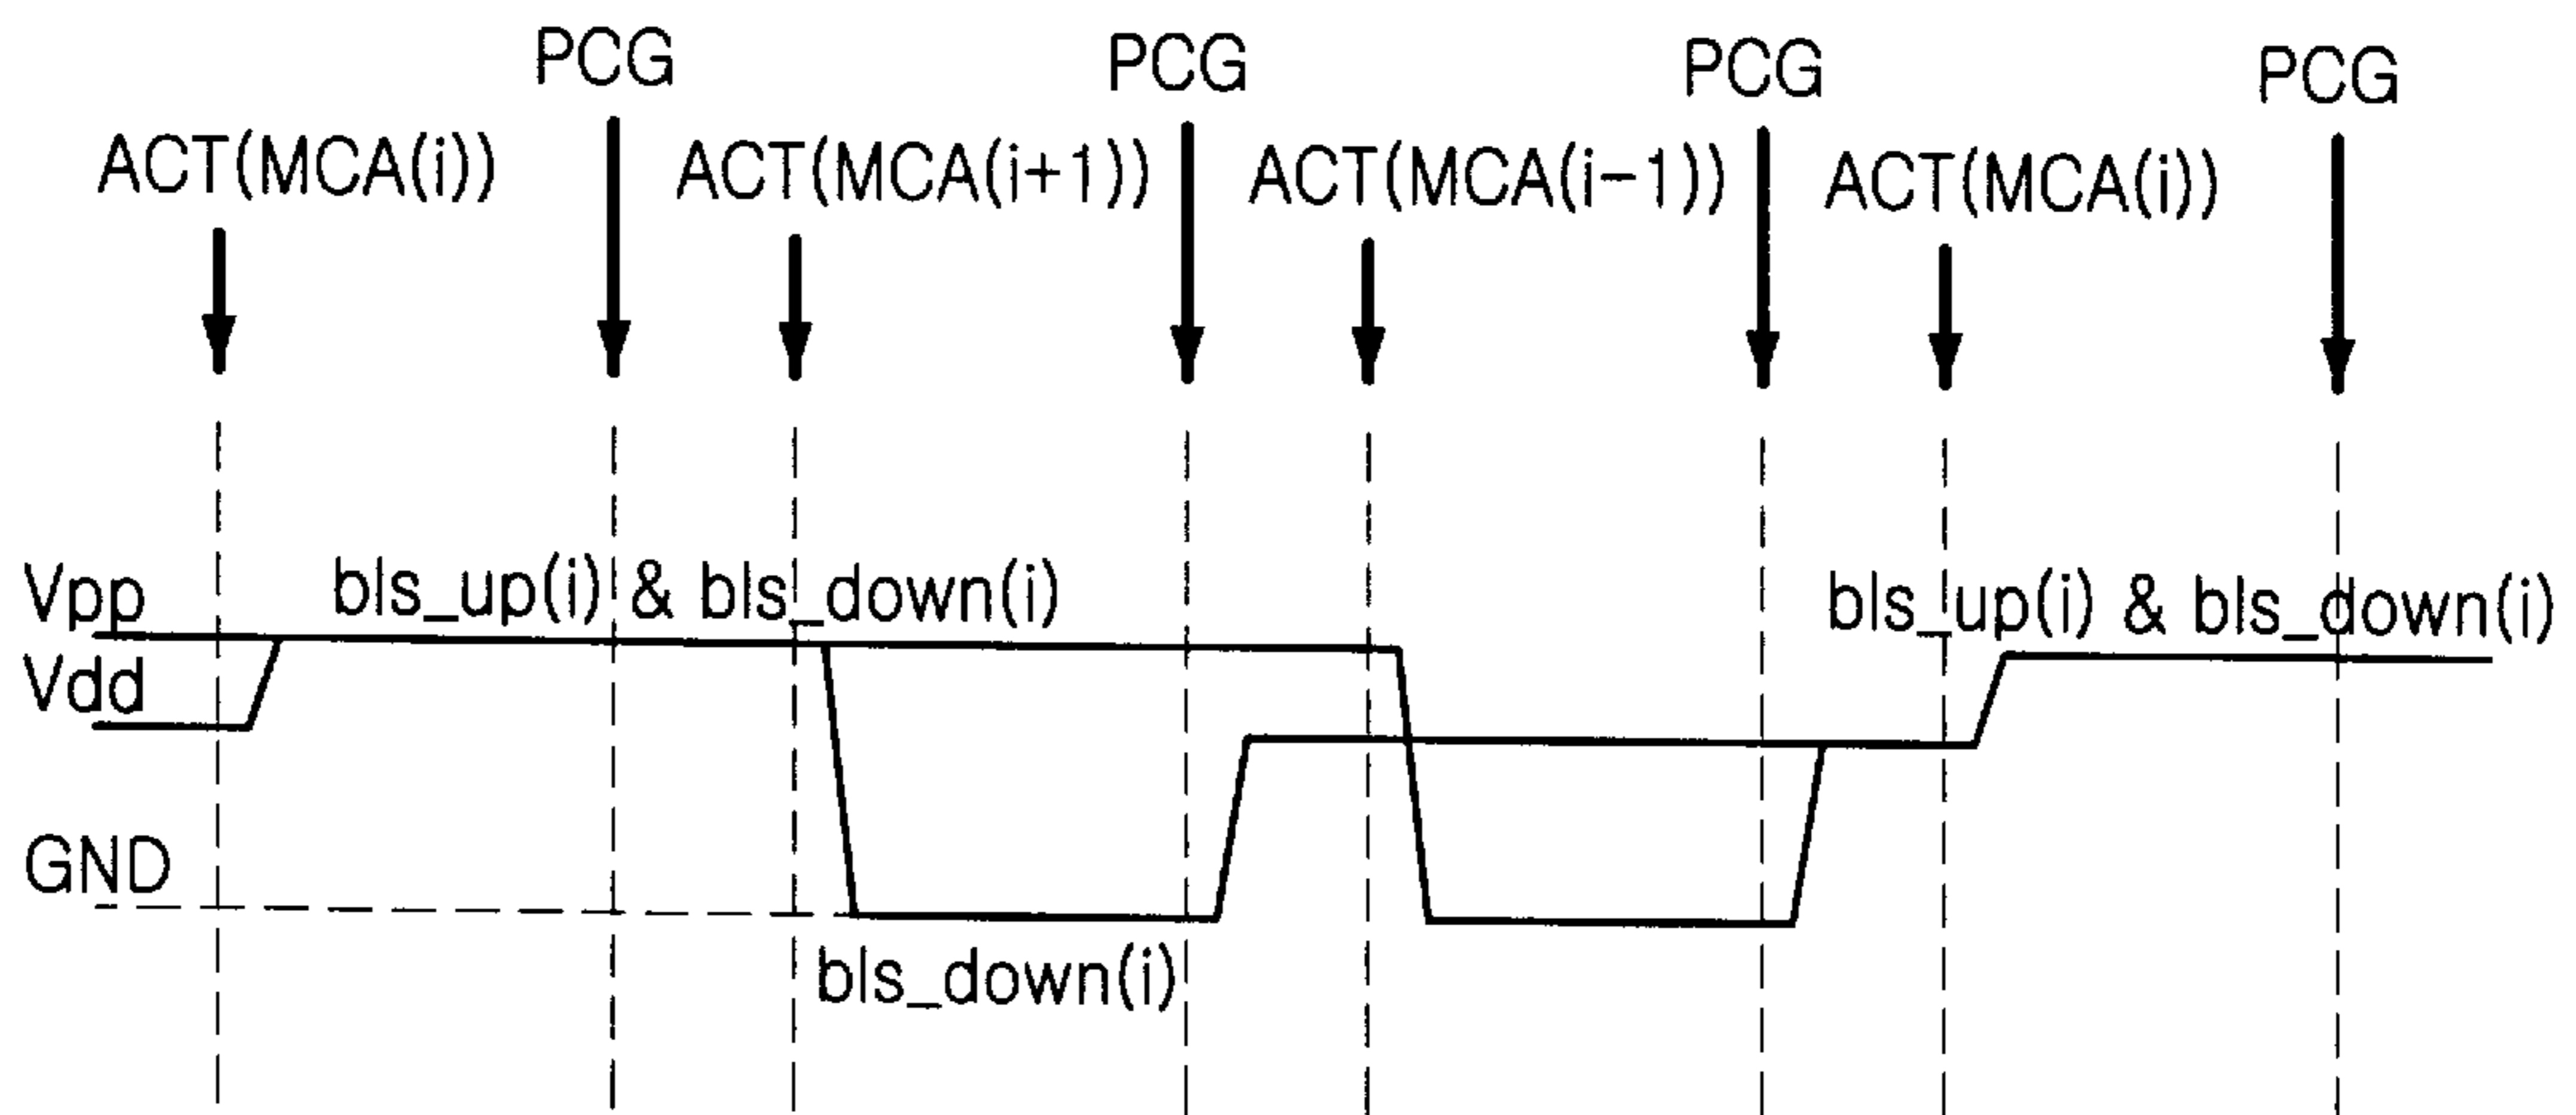 PCG PCG PCG PCG
ACT(MCA(i)) ACT(MCA(i+1)) ACT(MCA(i-1)) ACT(MCA(i))
Vpp bls_up(i) & bls_down(i) bls_up(i) & bls_down(i)
Vdd
GND
bls_down(i)